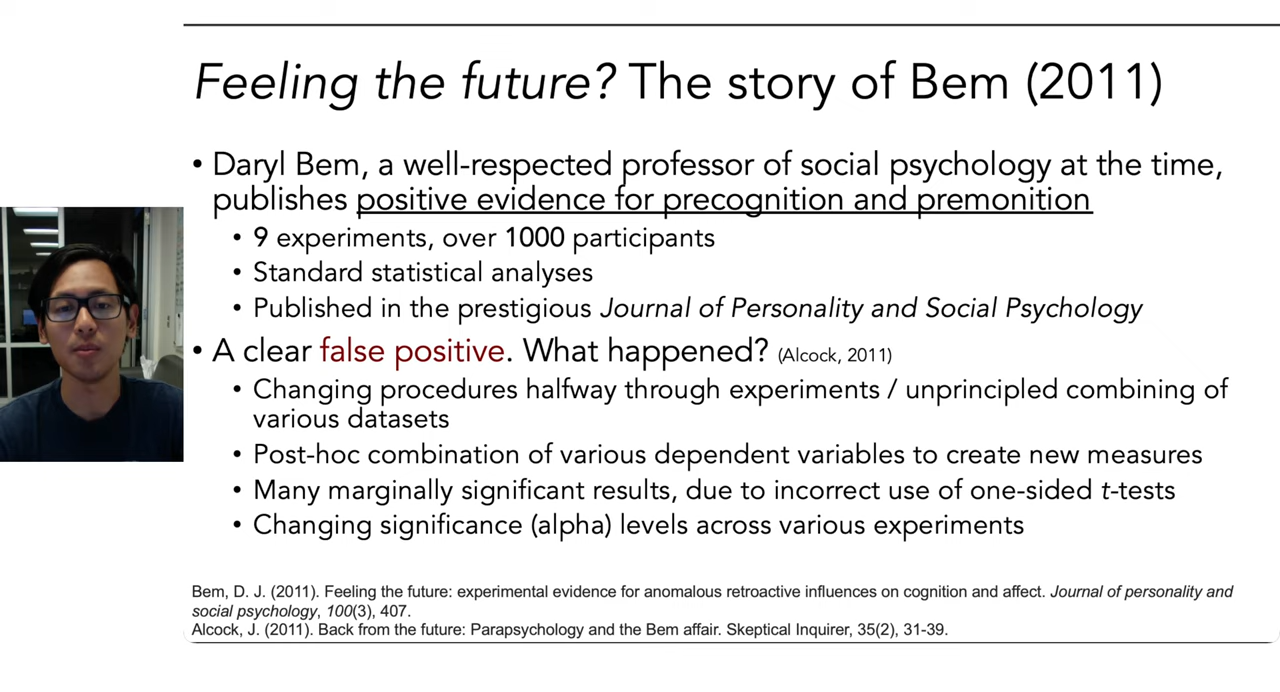 Feeling the future? The story of Bem (2011)
• Daryl Bem, a well-respected professor of social psychology at the time,
publishes positive evidence for precognition and premonition
• 9 experiments, over 1000 participants
• Standard statistical analyses
• Published in the prestigious Journal of Personality and Social Psychology
• A clear false positive. What happened? (Alcock, 2011)
• Changing procedures halfway through experiments / unprincipled combining of
various datasets
• Post-hoc combination of various dependent variables to create new measures
• Many marginally significant results, due to incorrect use of one-sided t-tests
• Changing significance (alpha) levels across various experiments
Bem, D. J. (2011). Feeling the future: experimental evidence for anomalous retroactive influences on cognition and affect. Journal of personality and
social psychology, 100(3), 407.
Alcock, J. (2011). Back from the future: Parapsychology and the Bem affair. Skeptical Inquirer, 35(2), 31-39.